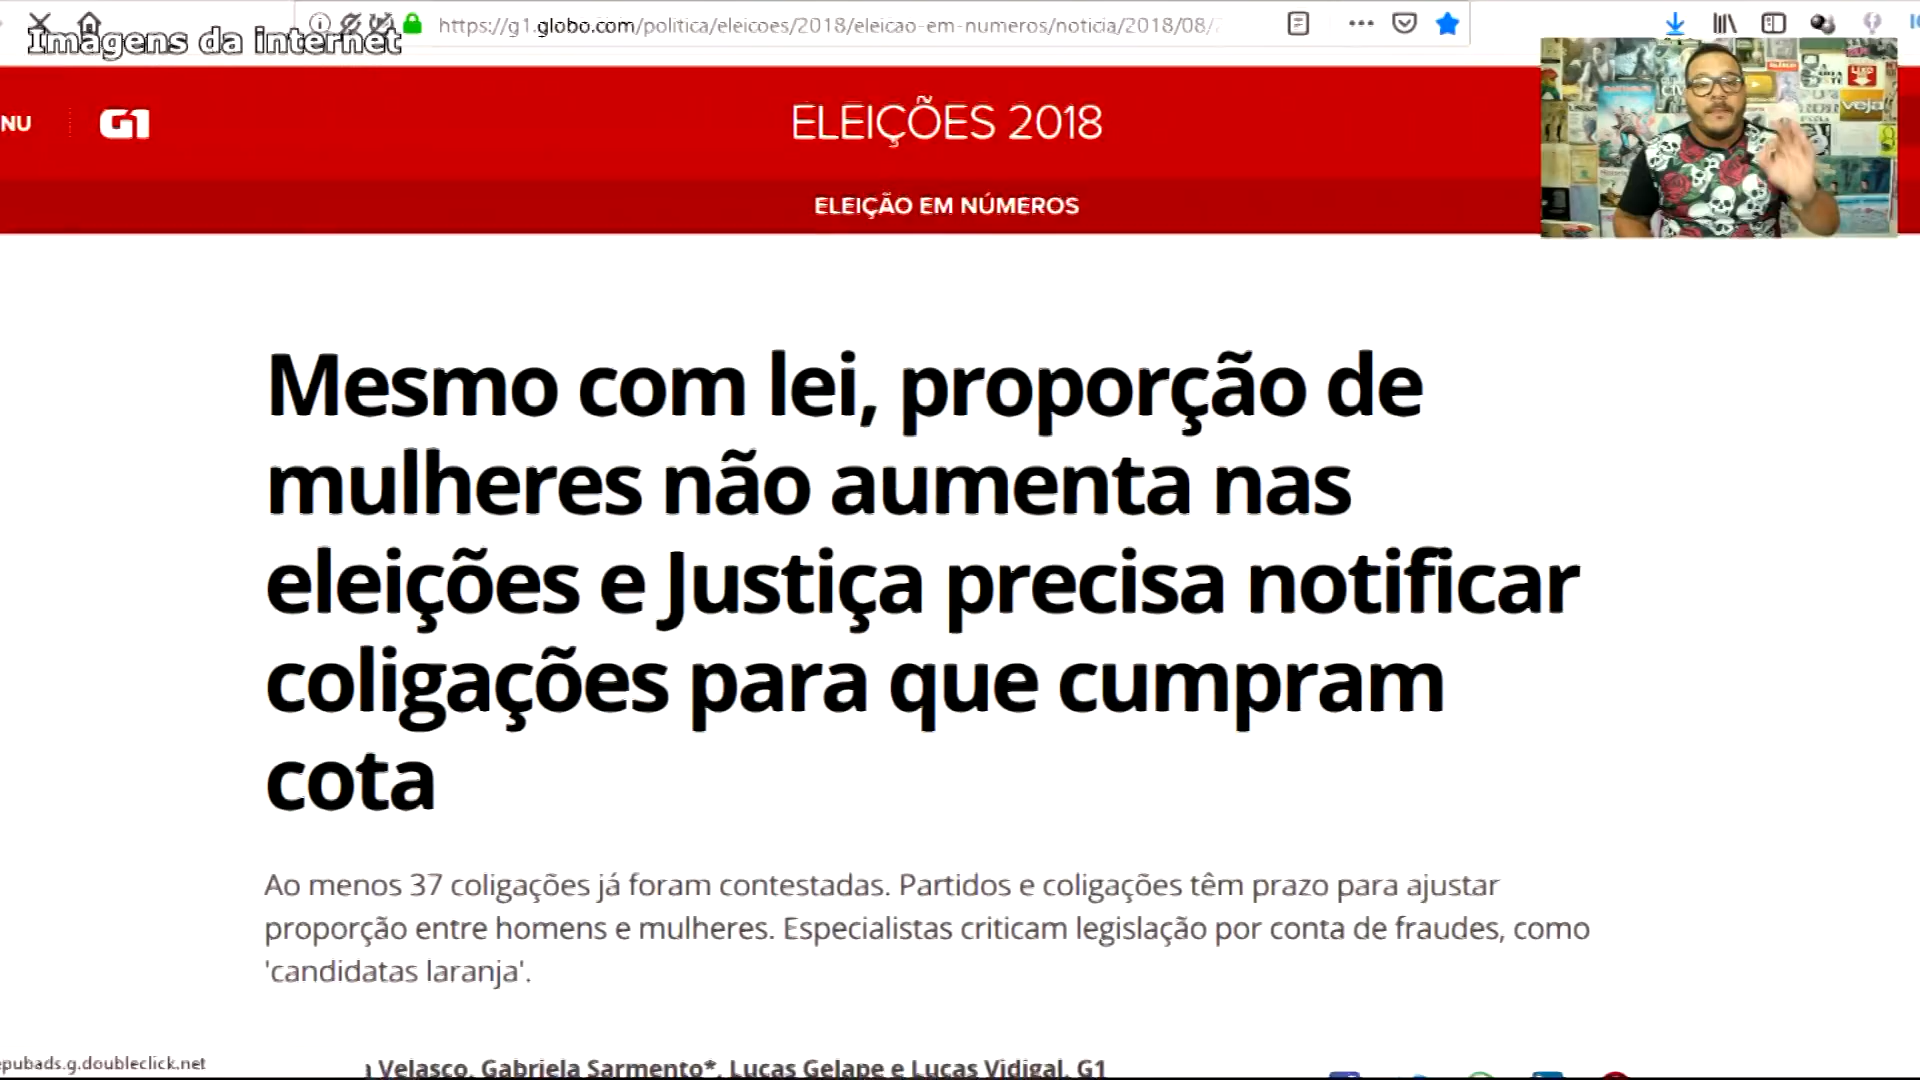 Imagens da internet
https://g1.globo.com/politica/eleicoes/2018/eleicao-em-numeros/noticia/2018/08/
NU
G1
ELEIÇÕES 2018
ELEIÇÃO EM NÚMEROS
veja
Mesmo com lei, proporção de
mulheres não aumenta nas
eleições e Justiça precisa notificar
coligações para que cumpram
cota
Ao menos 37 coligações já foram contestadas. Partidos e coligações têm prazo para ajustar
proporção entre homens e mulheres. Especialistas criticam legislação por conta de fraudes, como
'candidatas laranja'.
Velasco, Gabriela Sarmento*, Lucas Gelape e Lucas Vidigal, G1
pubads.g.doubleclick.net